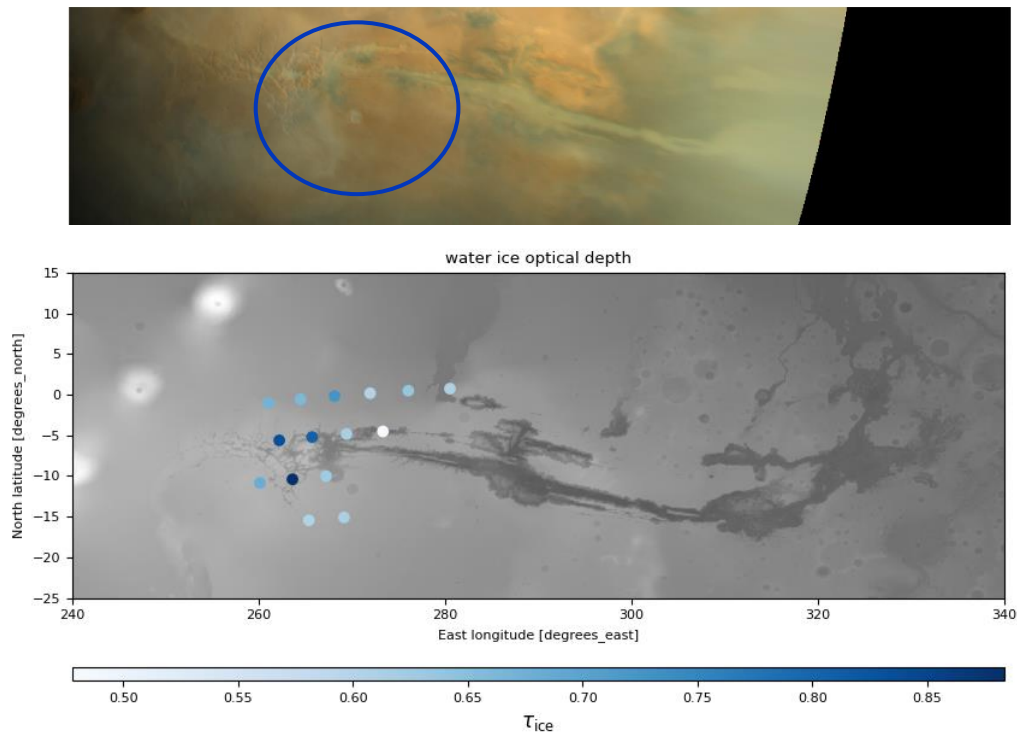 water ice optical depth
15
10
5
0
−5
−10
−15
−20
−25
North latitude [degrees_north]
240 260 280 300 320 340
East longitude [degrees_east]
0.50 0.55 0.60 0.65 0.70 0.75 0.80 0.85
τice